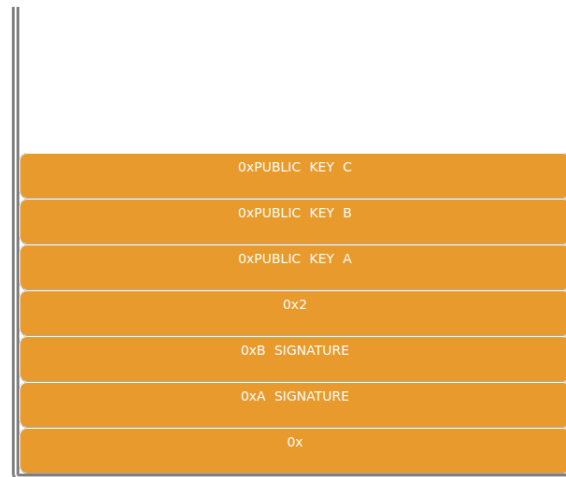 0xPUBLIC KEY C
0xPUBLIC KEY B
0xPUBLIC KEY A
0x2
0xB SIGNATURE
0xA SIGNATURE
0x